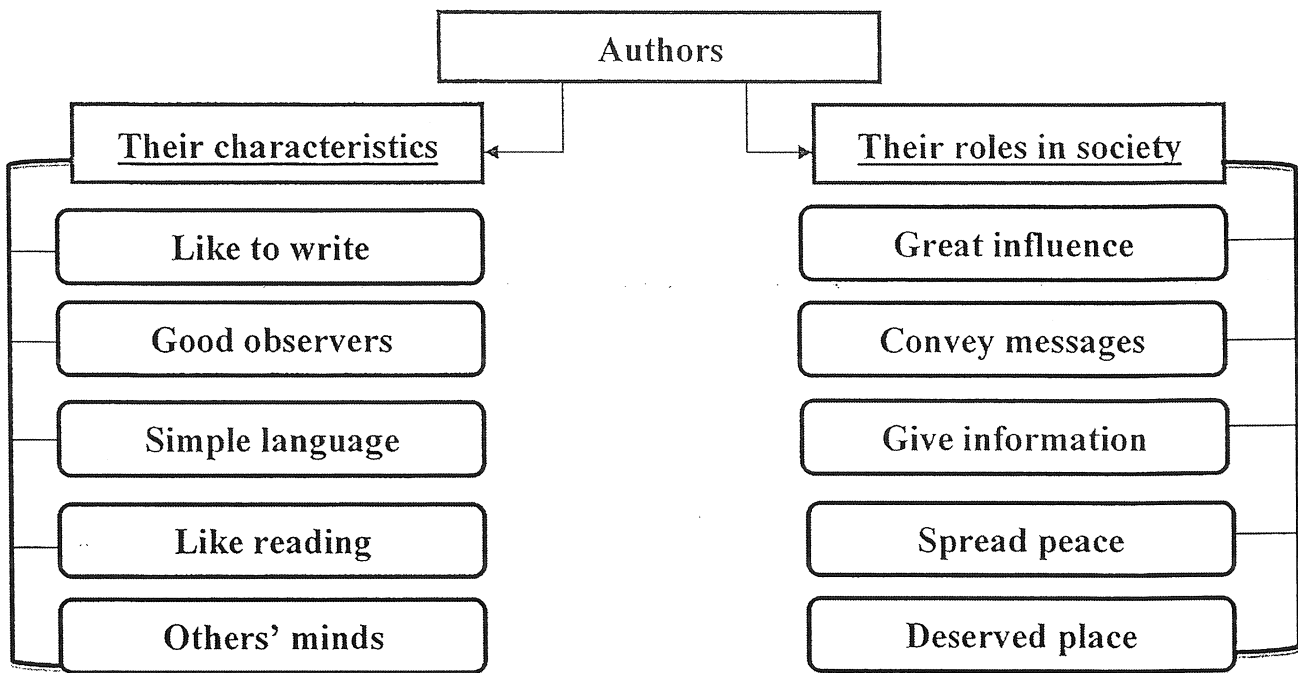 Authors
Their characteristics
Like to write
Good observers
Simple language
Like reading
Others’ minds
Their roles in society
Great influence
Convey messages
Give information
Spread peace
Deserved place